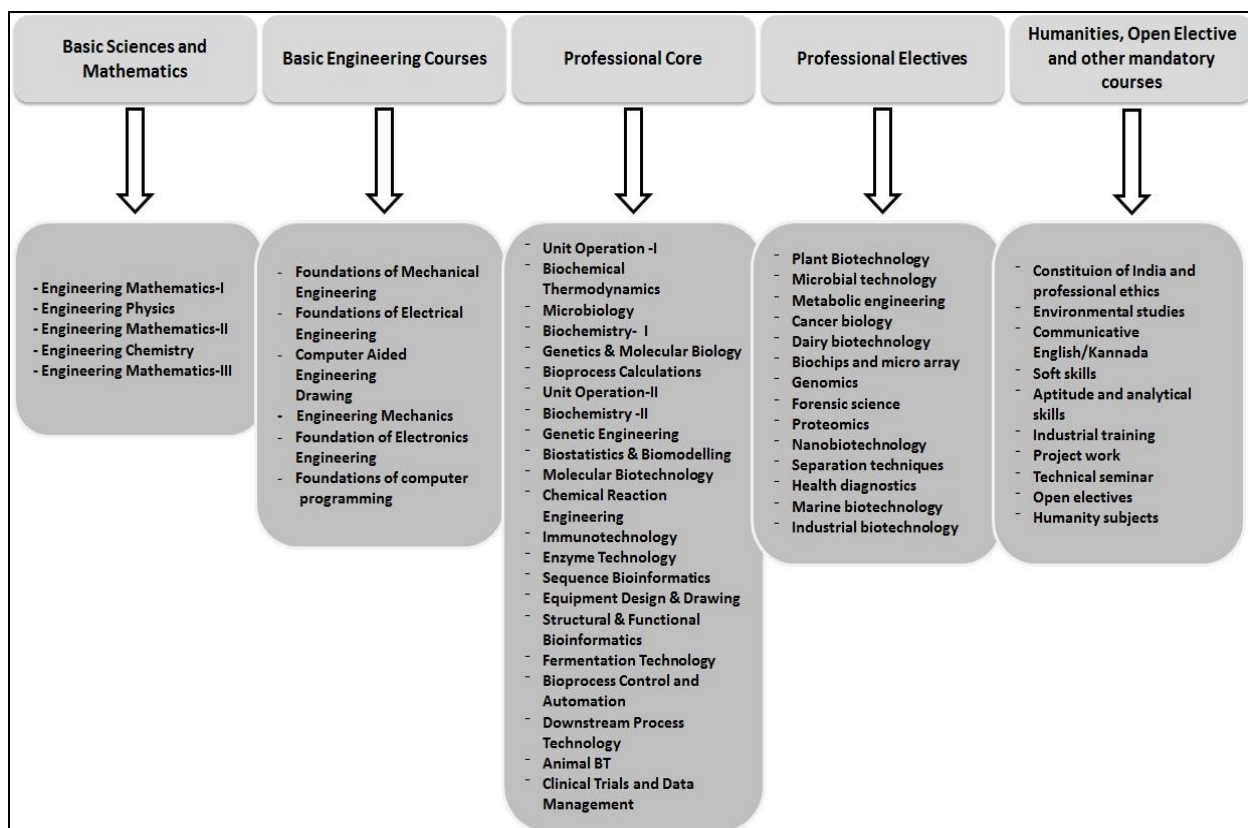 Basic Sciences and
Mathematics
Basic Engineering Courses
Professional Core
Professional Electives
Humanities, Open Elective
and other mandatory
courses
- Engineering Mathematics-I
- Engineering Physics
- Engineering Mathematics-II
- Engineering Chemistry
- Engineering Mathematics-III
- Foundations of Mechanical
Engineering
- Foundations of Electrical
Engineering
- Computer Aided
Engineering
Drawing
- Engineering Mechanics
- Foundation of Electronics
Engineering
- Foundations of computer
programming
- Unit Operation -I
- Biochemical
Thermodynamics
- Microbiology
- Biochemistry- I
- Genetics & Molecular Biology
- Bioprocess Calculations
- Unit Operation-II
- Biochemistry -II
- Genetic Engineering
- Biostatistics & Biomodelling
- Molecular Biotechnology
- Chemical Reaction
Engineering
- Immunotechnology
- Enzyme Technology
- Sequence Bioinformatics
- Equipment Design & Drawing
- Structural & Functional
Bioinformatics
- Fermentation Technology
- Bioprocess Control and
Automation
- Downstream Process
Technology
- Animal BT
- Clinical Trials and Data
Management
- Plant Biotechnology
- Microbial technology
- Metabolic engineering
- Cancer biology
- Dairy biotechnology
- Biochips and micro array
- Genomics
- Forensic science
- Proteomics
- Nanobiotechnology
- Separation techniques
- Health diagnostics
- Marine biotechnology
- Industrial biotechnology
- Constituion of India and
professional ethics
- Environmental studies
- Communicative
English/Kannada
- Soft skills
- Aptitude and analytical
skills
- Industrial training
- Project work
- Technical seminar
- Open electives
- Humanity subjects